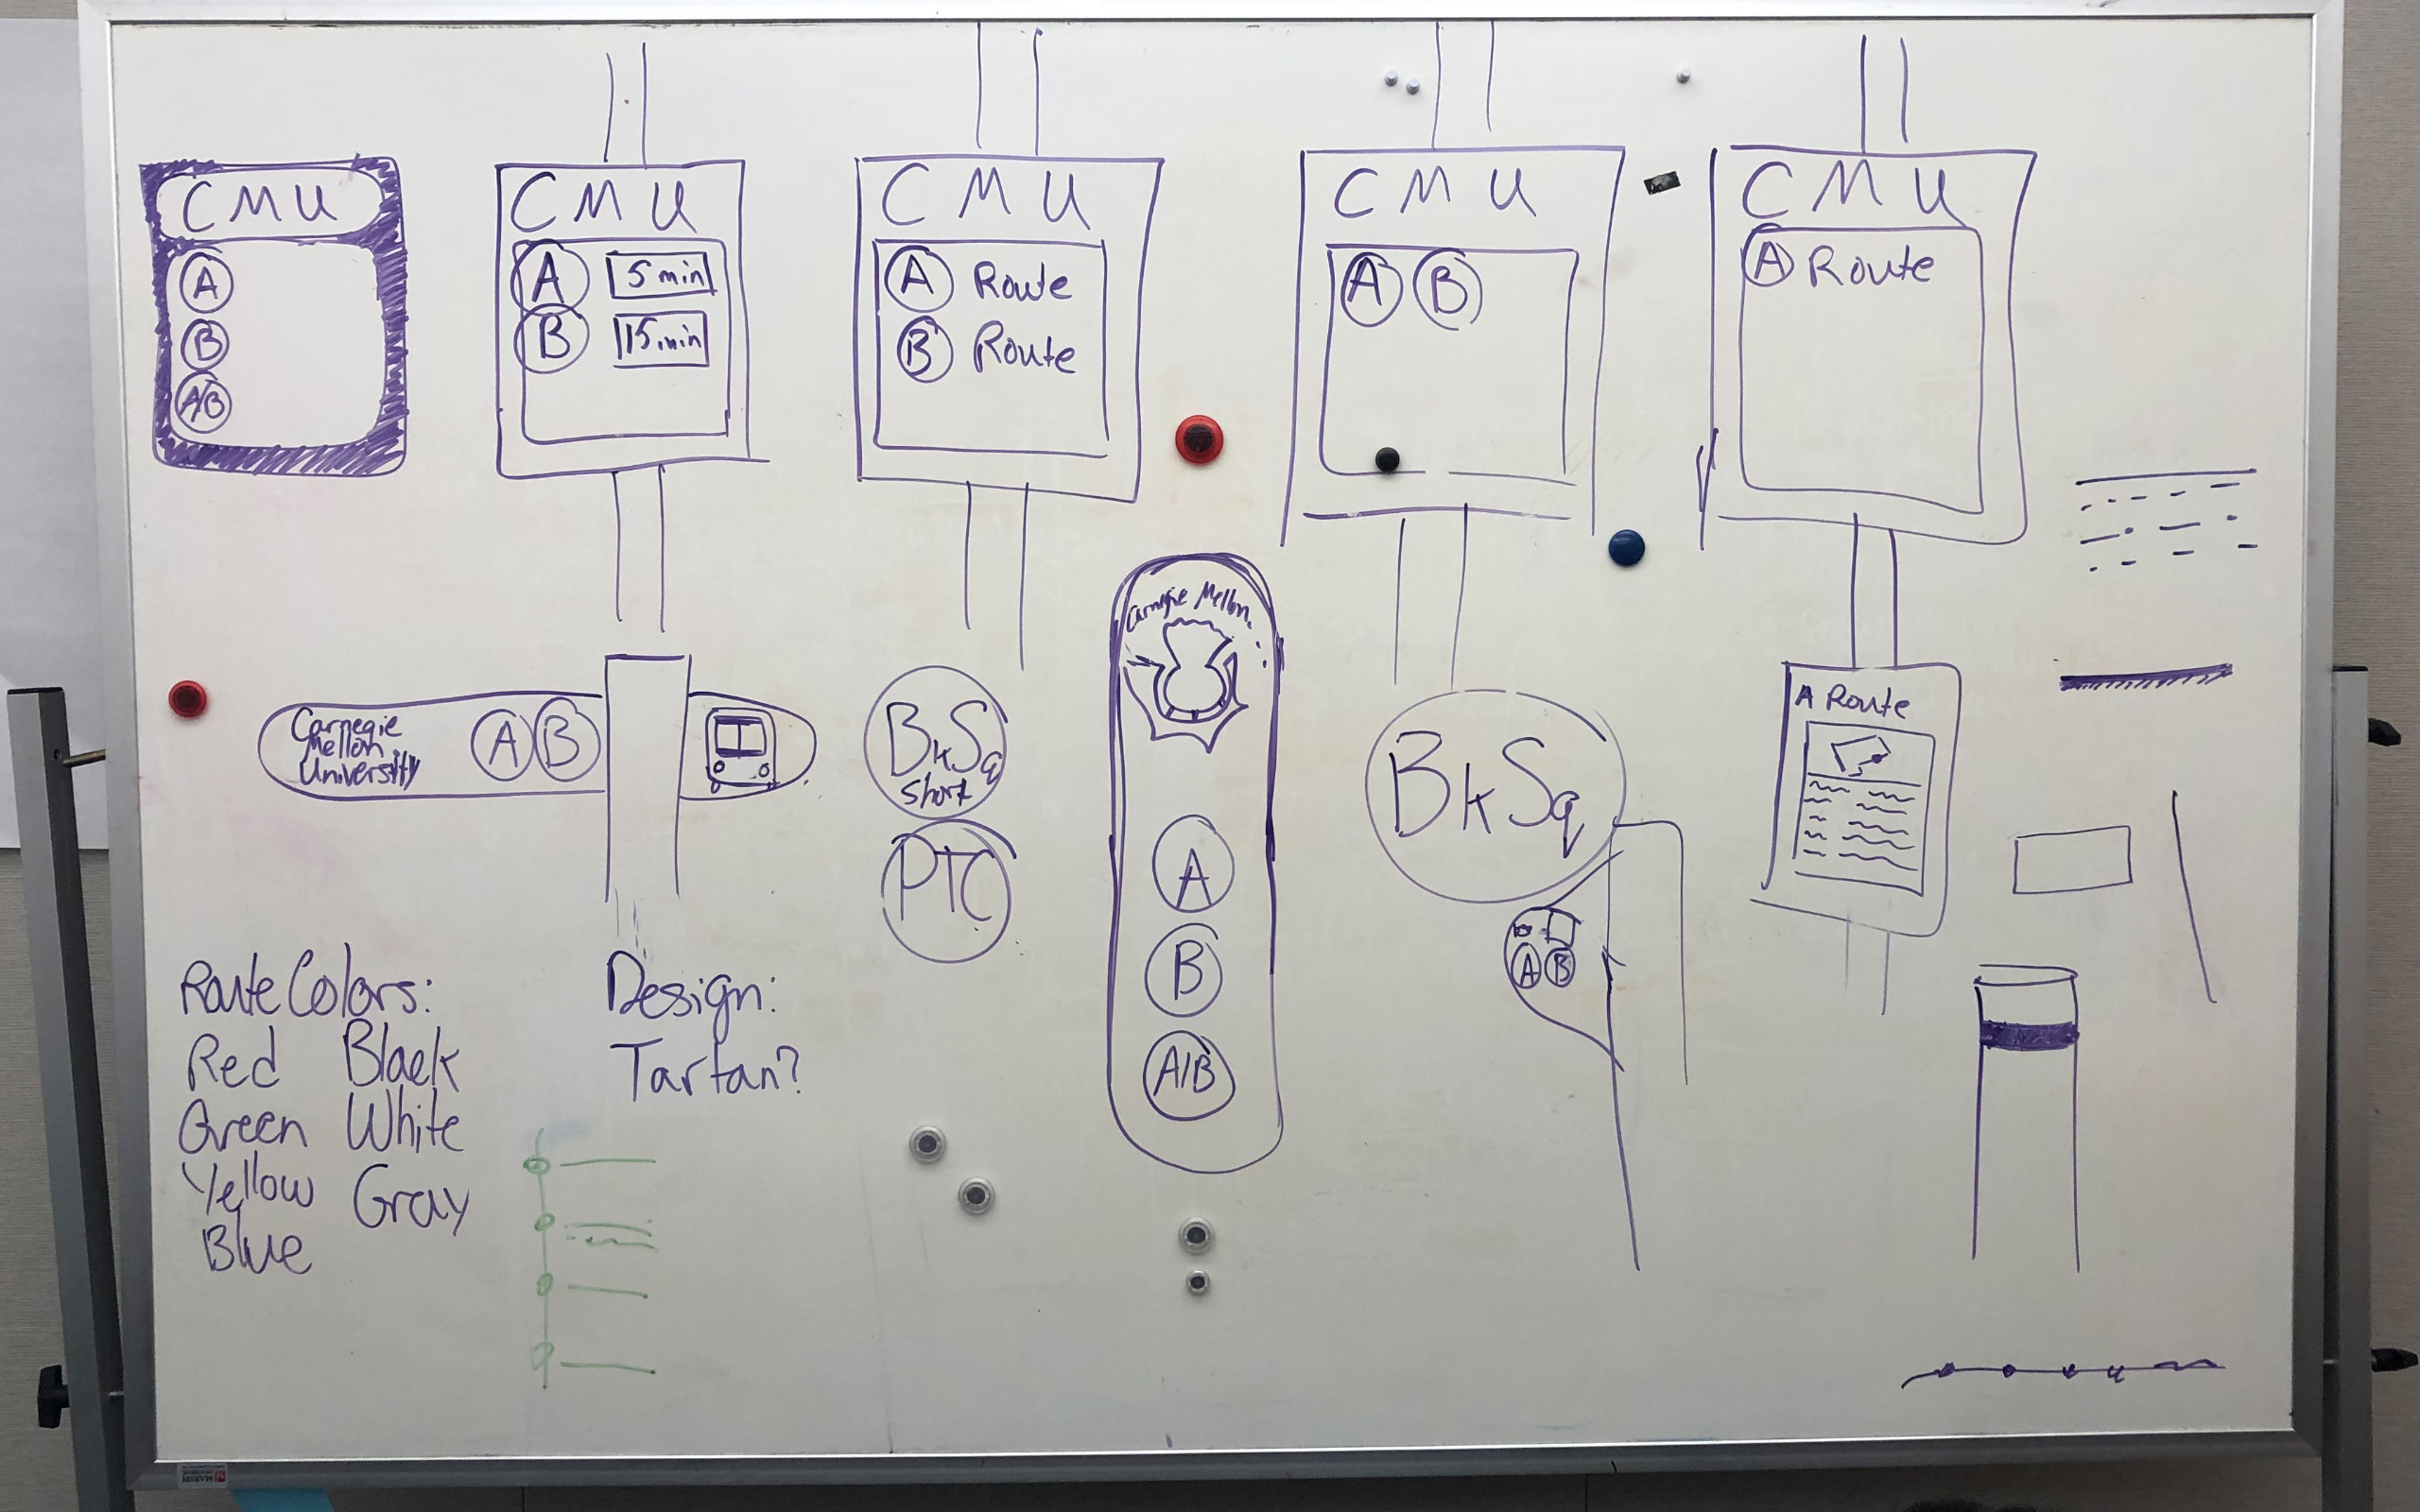 CMU
A
B
A/B
CMU
A 5 min
B 15 min
CMU
A Route
B Route
CMU
A B
CMU
A Route
Carnegie
Mellon
University
A B
BkSq
short
PTC
Carnegie Mellon
A
B
A/B
BkSq
A B
A Route
Route Colors:
Red Black
Green White
Yellow Gray
Blue
Design:
Tartan?